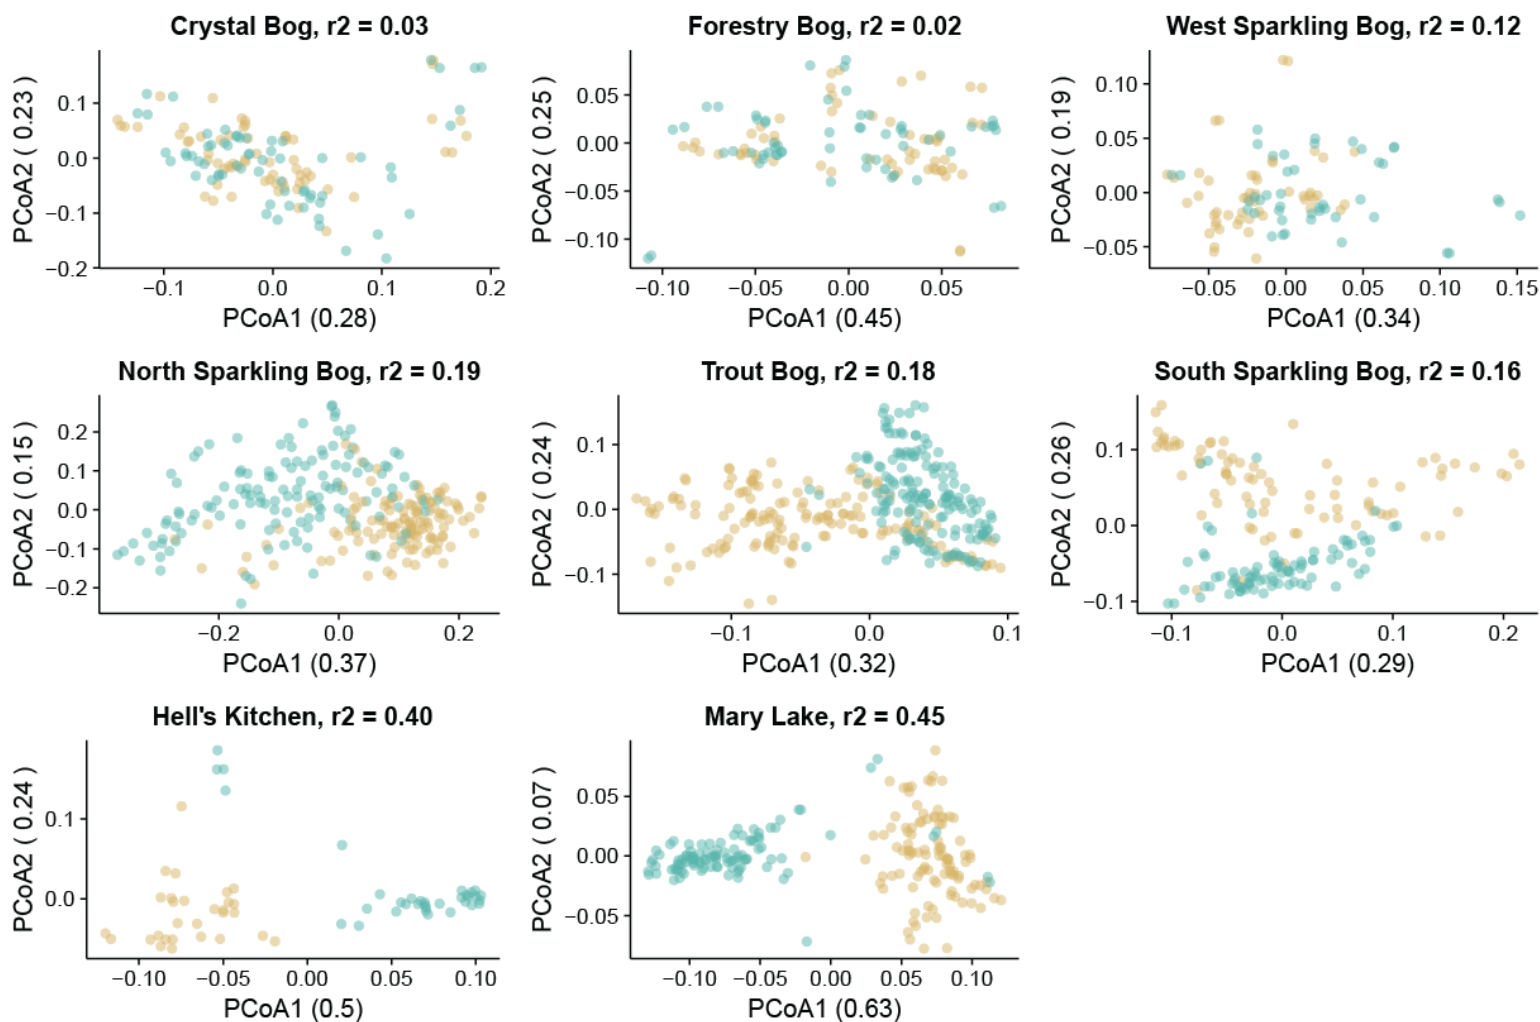 Crystal Bog, r2 = 0.03
PCoA2 ( 0.23 )
0.1
0.0
−0.1
−0.2
−0.1 0.0 0.1 0.2
PCoA1 (0.28)
Forestry Bog, r2 = 0.02
PCoA2 ( 0.25 )
0.05
0.00
−0.05
−0.10
−0.10 −0.05 0.00 0.05
PCoA1 (0.45)
West Sparkling Bog, r2 = 0.12
PCoA2 ( 0.19 )
0.10
0.05
0.00
−0.05
−0.05 0.00 0.05 0.10 0.15
PCoA1 (0.34)
North Sparkling Bog, r2 = 0.19
PCoA2 ( 0.15 )
0.2
0.1
0.0
−0.1
−0.2
−0.2 0.0 0.2
PCoA1 (0.37)
Trout Bog, r2 = 0.18
PCoA2 ( 0.24 )
0.1
0.0
−0.1
−0.1 0.0 0.1
PCoA1 (0.32)
South Sparkling Bog, r2 = 0.16
PCoA2 ( 0.26 )
0.1
0.0
−0.1
−0.1 0.0 0.1 0.2
PCoA1 (0.29)
Hell's Kitchen, r2 = 0.40
PCoA2 ( 0.24 )
0.1
0.0
−0.10 −0.05 0.00 0.05 0.10
PCoA1 (0.5)
Mary Lake, r2 = 0.45
PCoA2 ( 0.07 )
0.05
0.00
−0.05
−0.10 −0.05 0.00 0.05 0.10
PCoA1 (0.63)